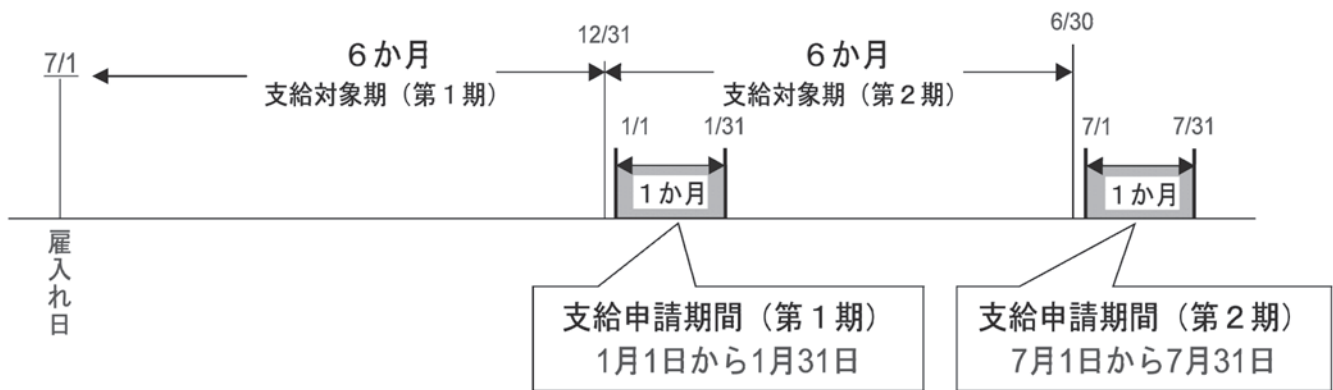 7/1
6か月
支給対象期（第1期）
12/31
6か月
支給対象期（第2期）
6/30
1/1
1/31
1か月
7/1
7/31
1か月
雇入れ日
支給申請期間（第1期）
1月1日から1月31日
支給申請期間（第2期）
7月1日から7月31日